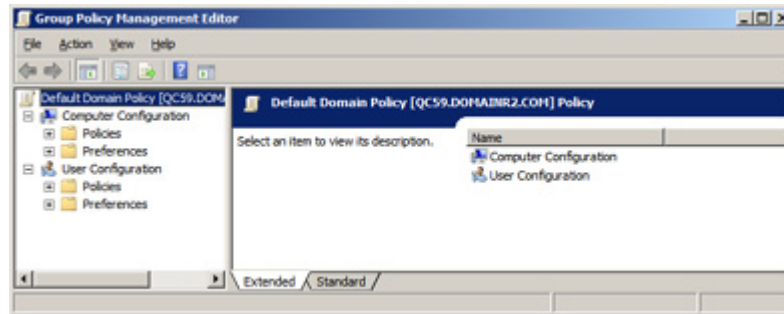 Group Policy Management Editor
File Action View Help
Default Domain Policy [QC59.DOMA
Computer Configuration
Policies
Preferences
User Configuration
Policies
Preferences
Default Domain Policy [QC59.DOMAINR2.COM] Policy
Select an item to view its description.
Name
Computer Configuration
User Configuration
Extended Standard